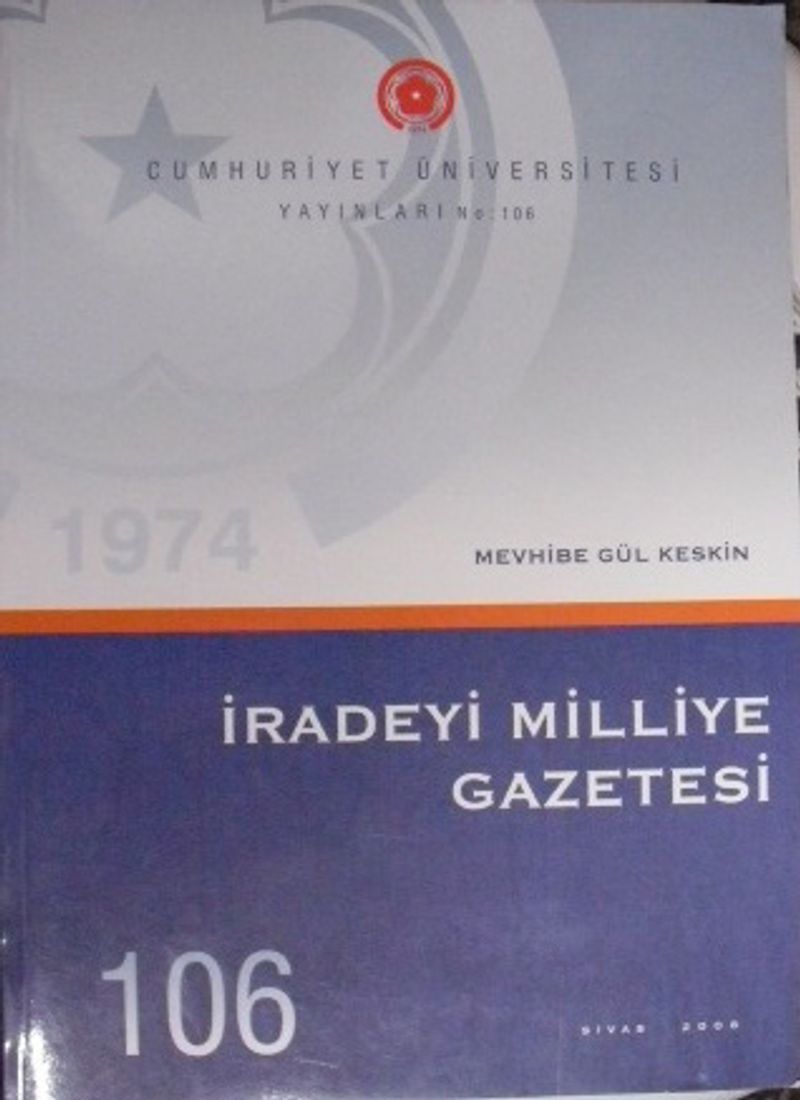 CUMHURİYET ÜNİVERSİTESİ
YAYINLARI No:106
1974
MEVHİBE GÜL KESKİN
İRADEYİ MİLLİYE
GAZETESİ
106
SİVAS